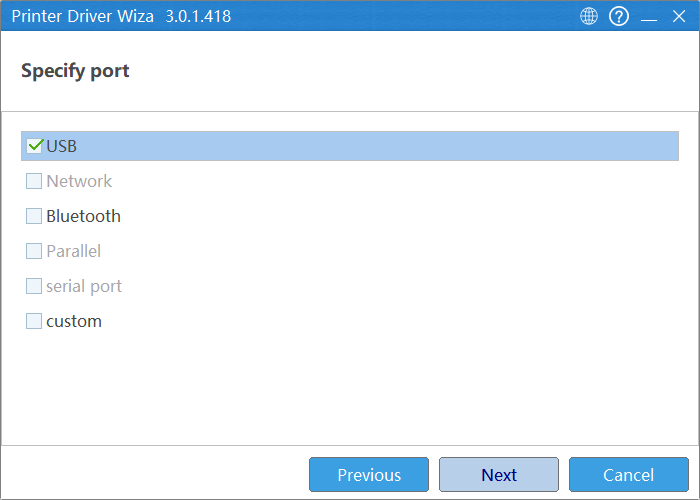 Printer Driver Wiza 3.0.1.418
Specify port
USB
Network
Bluetooth
Parallel
serial port
custom
Previous Next Cancel